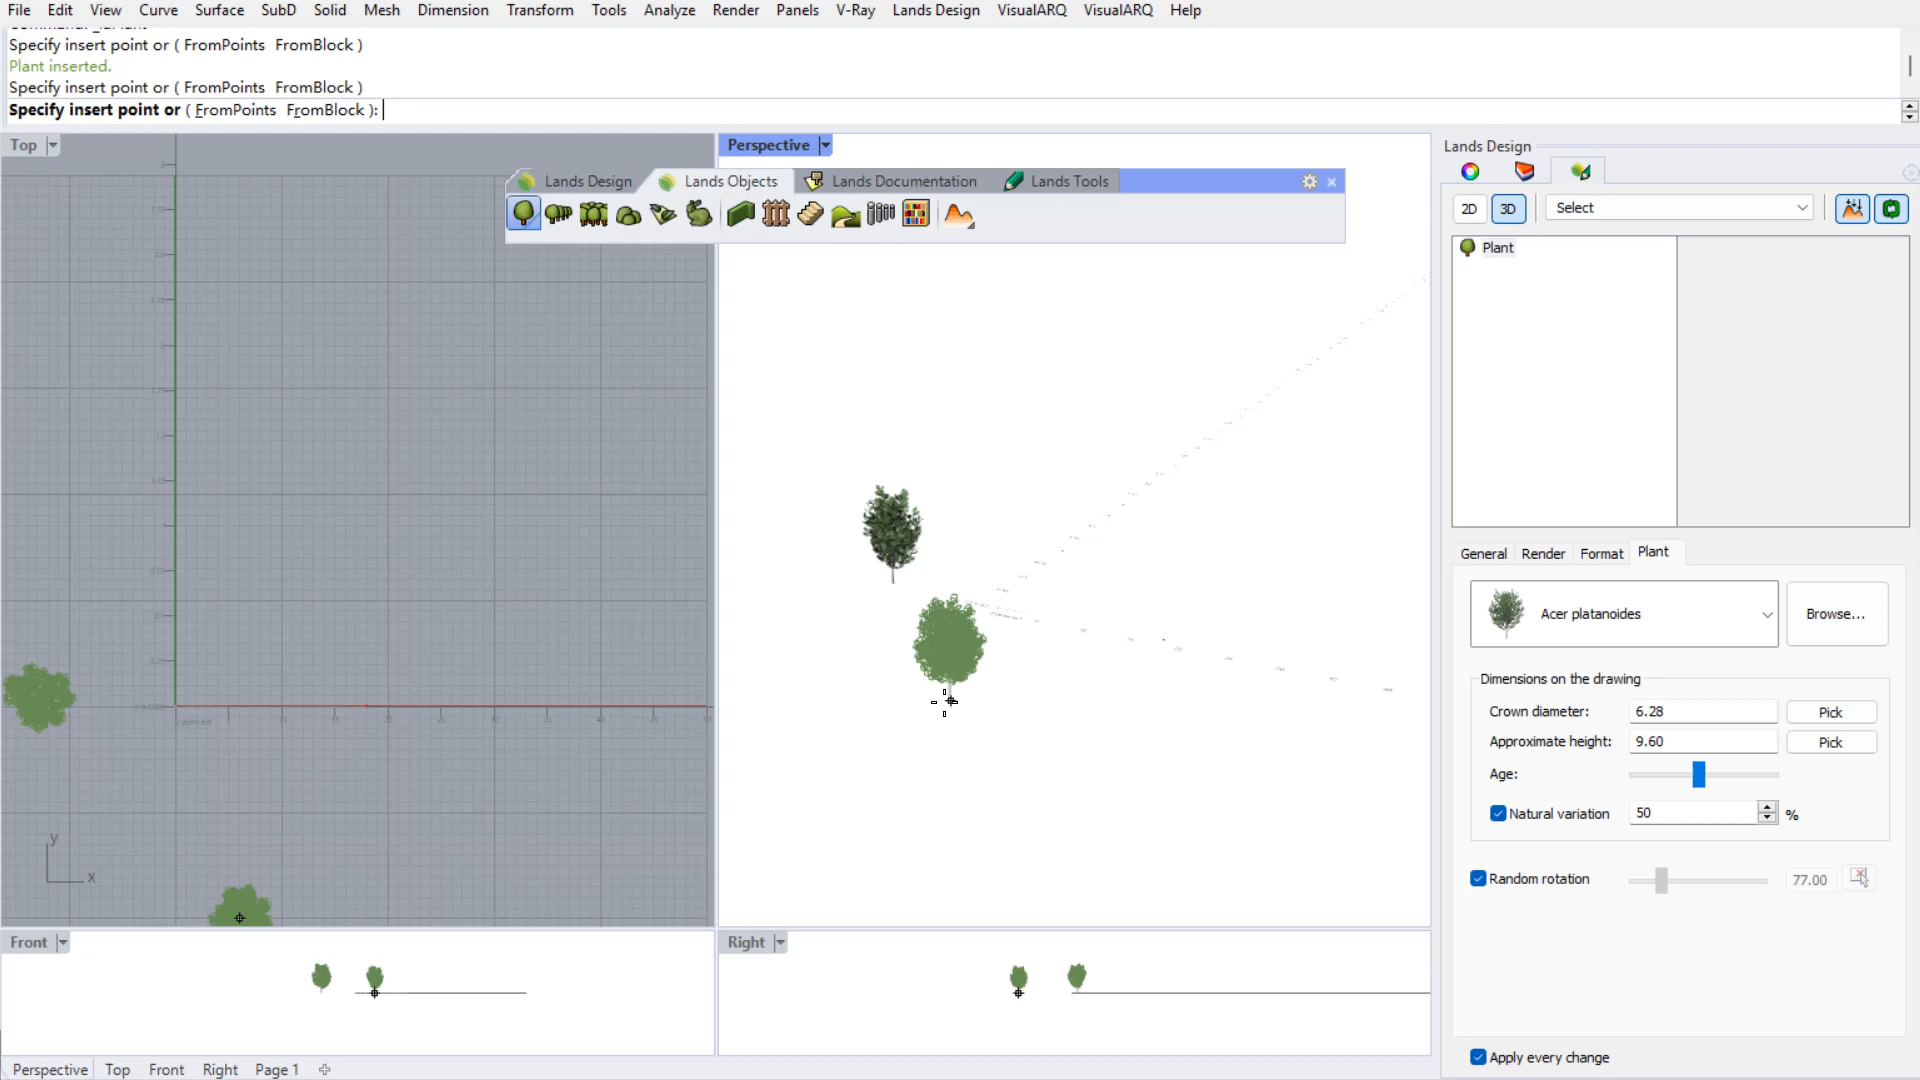 File Edit View Curve Surface SubD Solid Mesh Dimension Transform Tools Analyze Render Panels V-Ray Lands Design VisualARQ VisualARQ Help
Specify insert point or ( FromPoints FromBlock )
Plant inserted.
Specify insert point or ( FromPoints FromBlock )
Specify insert point or ( FromPoints FromBlock ):
Top
Perspective
Lands Design Lands Objects Lands Documentation Lands Tools
Lands Design
2D 3D Select
Plant
General Render Format Plant
Acer platanoides Browse...
Dimensions on the drawing
Crown diameter: 6.28 Pick
Approximate height: 9.60 Pick
Age:
Natural variation 50 %
Random rotation 77.00
y
x
Front
Right
Apply every change
Perspective Top Front Right Page 1